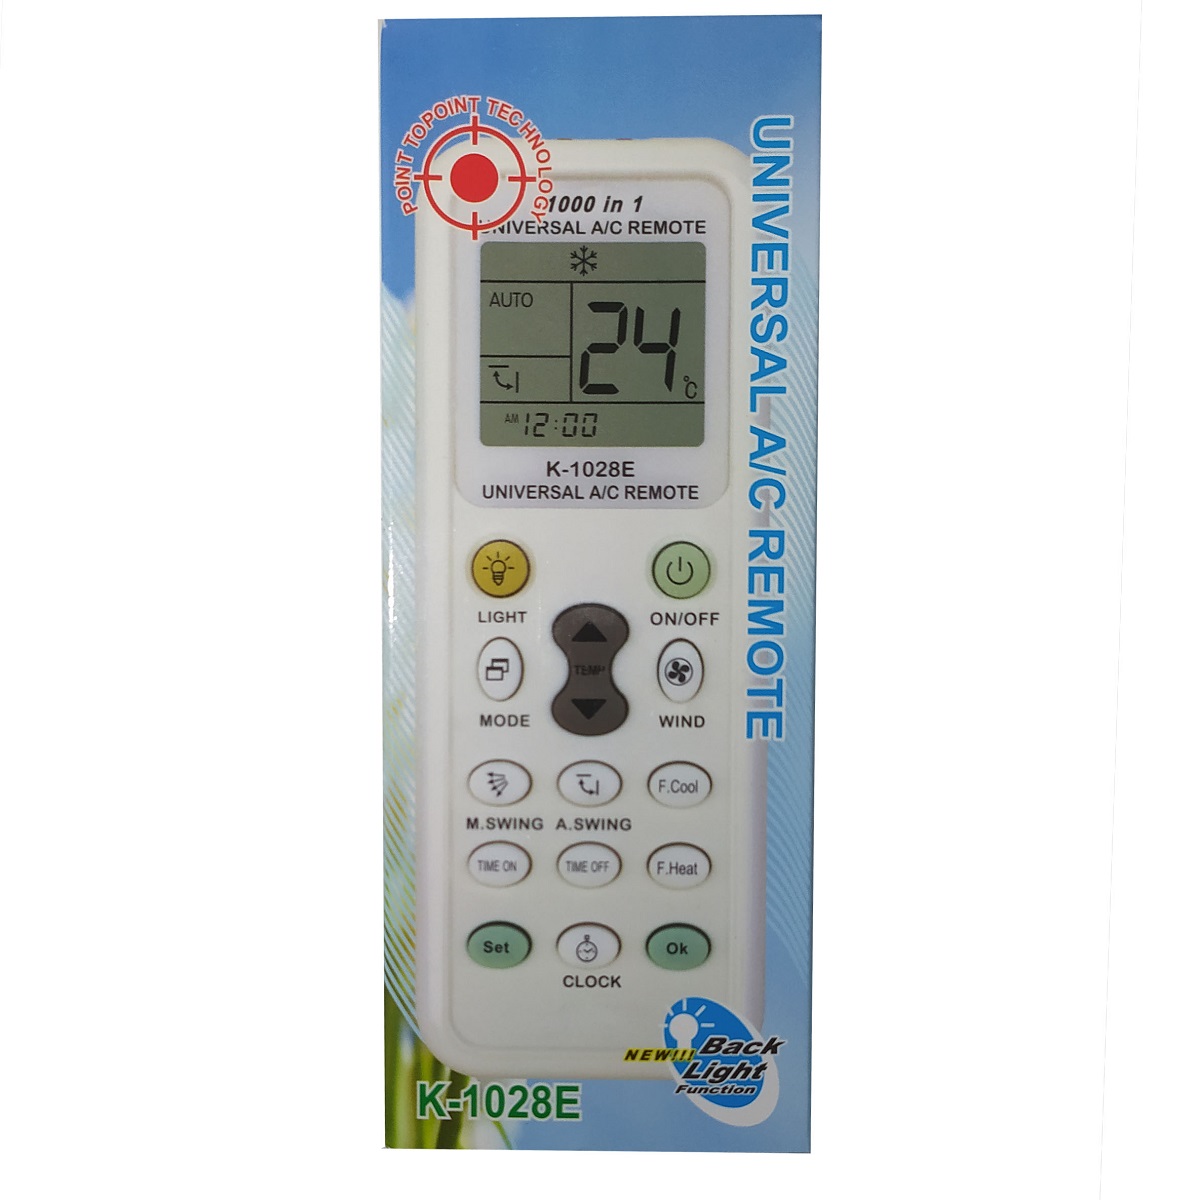 POINT TOPOINT TECHNOLOGY
1000 in 1
UNIVERSAL A/C REMOTE
AUTO
24 °C
AM 12:00
K-1028E
UNIVERSAL A/C REMOTE
LIGHT
ON/OFF
TEMP
MODE
WIND
F.Cool
M.SWING
A.SWING
TIME ON
TIME OFF
F.Heat
Set
Ok
CLOCK
NEW!!!
Back
Light
Function
K-1028E
UNIVERSAL A/C REMOTE